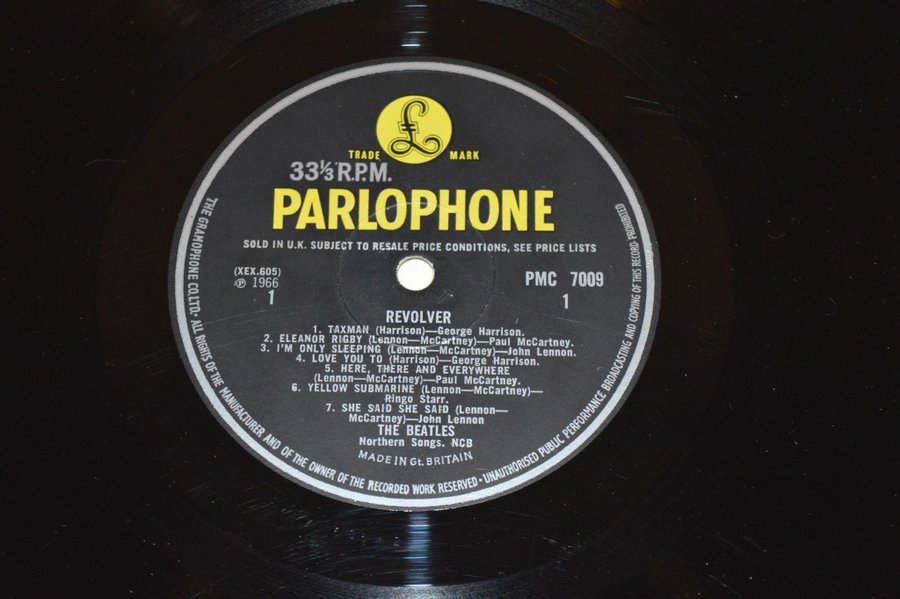 £
TRADE MARK
33⅓ R.P.M.
PARLOPHONE
SOLD IN U.K. SUBJECT TO RESALE PRICE CONDITIONS, SEE PRICE LISTS
(XEX.605)
℗ 1966
1
PMC 7009
1
REVOLVER
1. TAXMAN (Harrison)—George Harrison.
2. ELEANOR RIGBY (Lennon—McCartney)—Paul McCartney.
3. I'M ONLY SLEEPING (Lennon—McCartney)—John Lennon.
4. LOVE YOU TO (Harrison)—George Harrison.
5. HERE, THERE AND EVERYWHERE
(Lennon—McCartney)—Paul McCartney.
6. YELLOW SUBMARINE (Lennon—McCartney)—
Ringo Starr.
7. SHE SAID SHE SAID (Lennon—
McCartney)—John Lennon
THE BEATLES
Northern Songs. NCB
MADE IN Gt. BRITAIN
THE GRAMOPHONE CO. LTD. · ALL RIGHTS OF THE MANUFACTURER AND OF THE OWNER OF THE RECORDED WORK RESERVED · UNAUTHORISED PUBLIC PERFORMANCE BROADCASTING AND COPYING OF THIS RECORD PROHIBITED